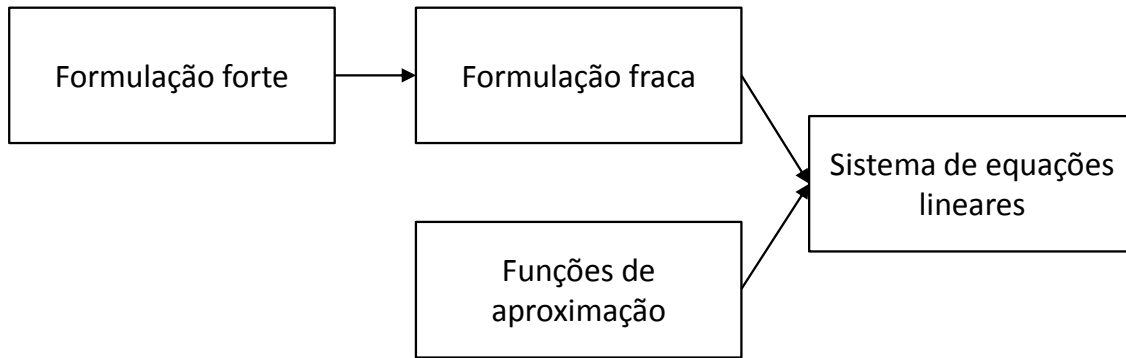 Formulação forte
Formulação fraca
Sistema de equações
lineares
Funções de
aproximação